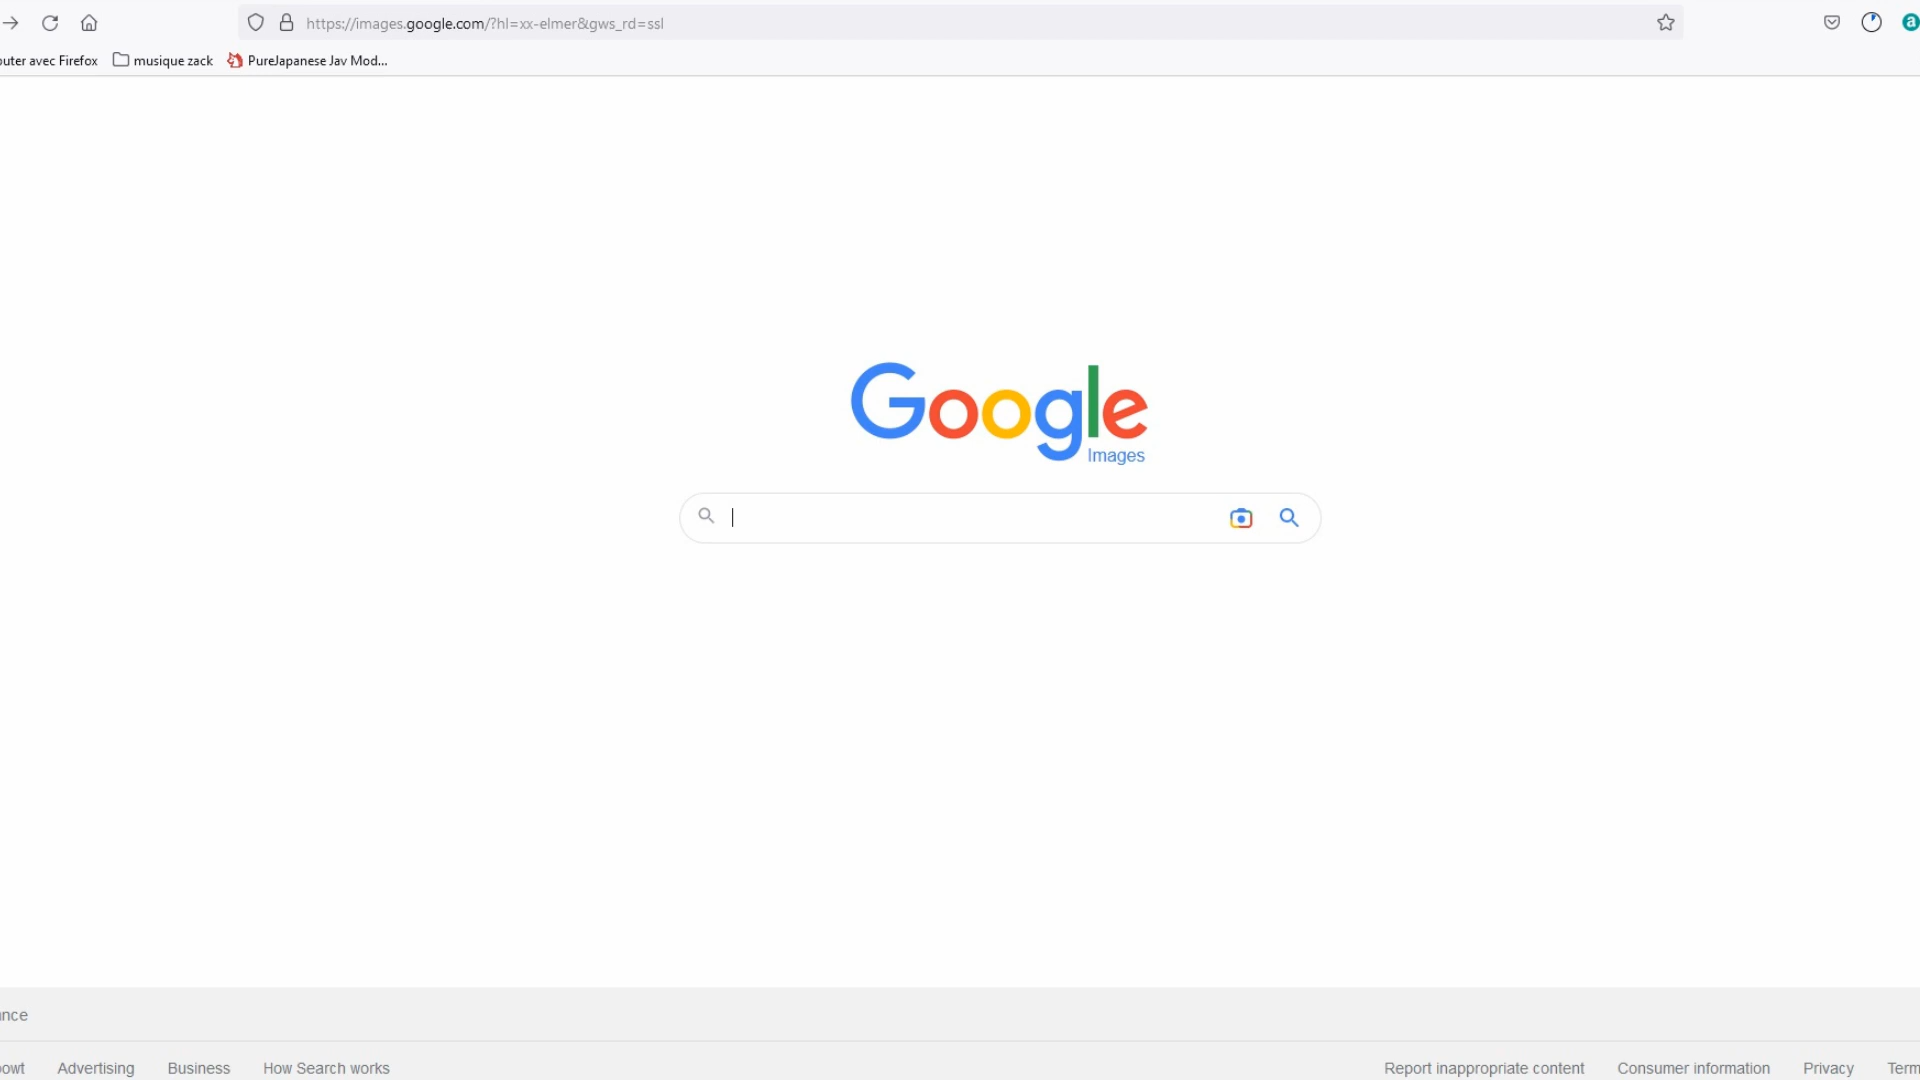 https://images.google.com/?hl=xx-elmer&gws_rd=ssl
outer avec Firefox musique zack PureJapanese Jav Mod...
Google
Images
nce
owt Advertising Business How Search works Report inappropriate content Consumer information Privacy Term